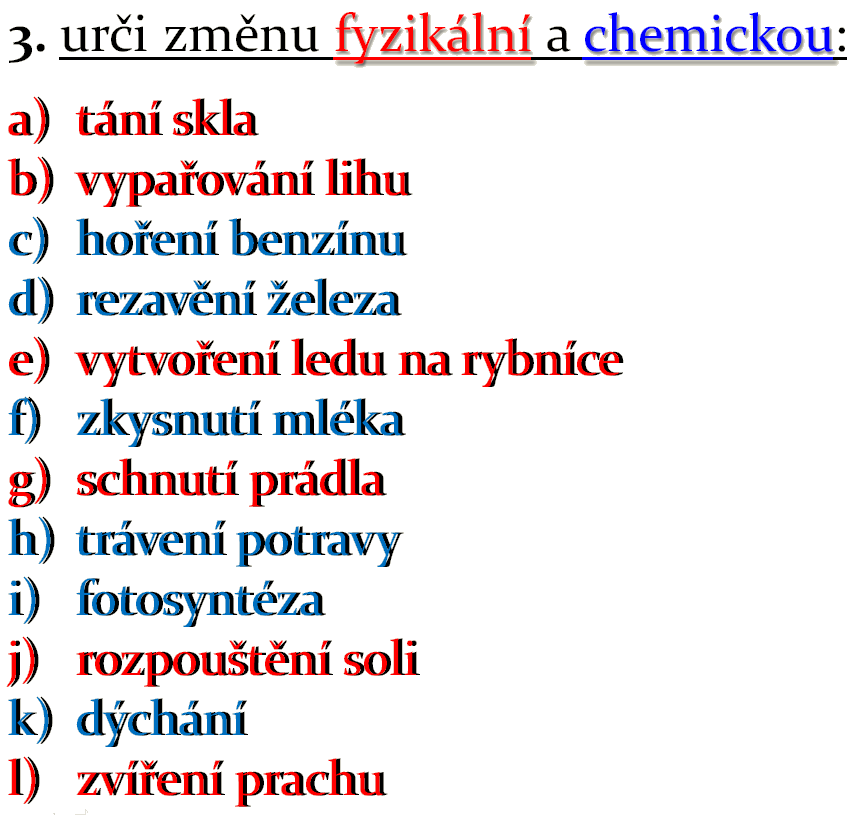 3. urči změnu fyzikální a chemickou:
a) tání skla
b) vypařování lihu
c) hoření benzínu
d) rezavění železa
e) vytvoření ledu na rybníce
f) zkysnutí mléka
g) schnutí prádla
h) trávení potravy
i) fotosyntéza
j) rozpouštění soli
k) dýchání
l) zvíření prachu